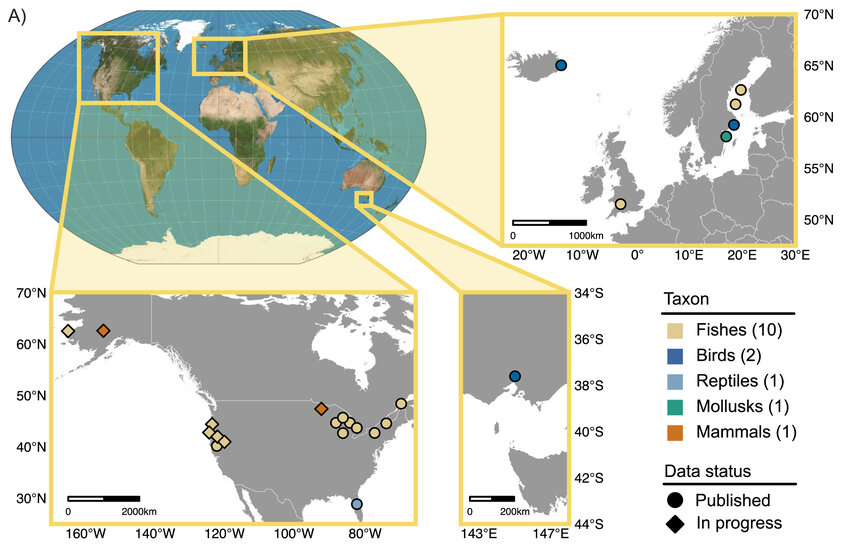 A)
70°N
65°N
60°N
55°N
50°N
1000km
20°W 10°W 0° 10°E 20°E 30°E
70°N
60°N
50°N
40°N
30°N
0 2000km
160°W 140°W 120°W 100°W 80°W
34°S
36°S
38°S
40°S
42°S
44°S
0 200km
143°E 147°E
Taxon
Fishes (10)
Birds (2)
Reptiles (1)
Mollusks (1)
Mammals (1)
Data status
Published
In progress